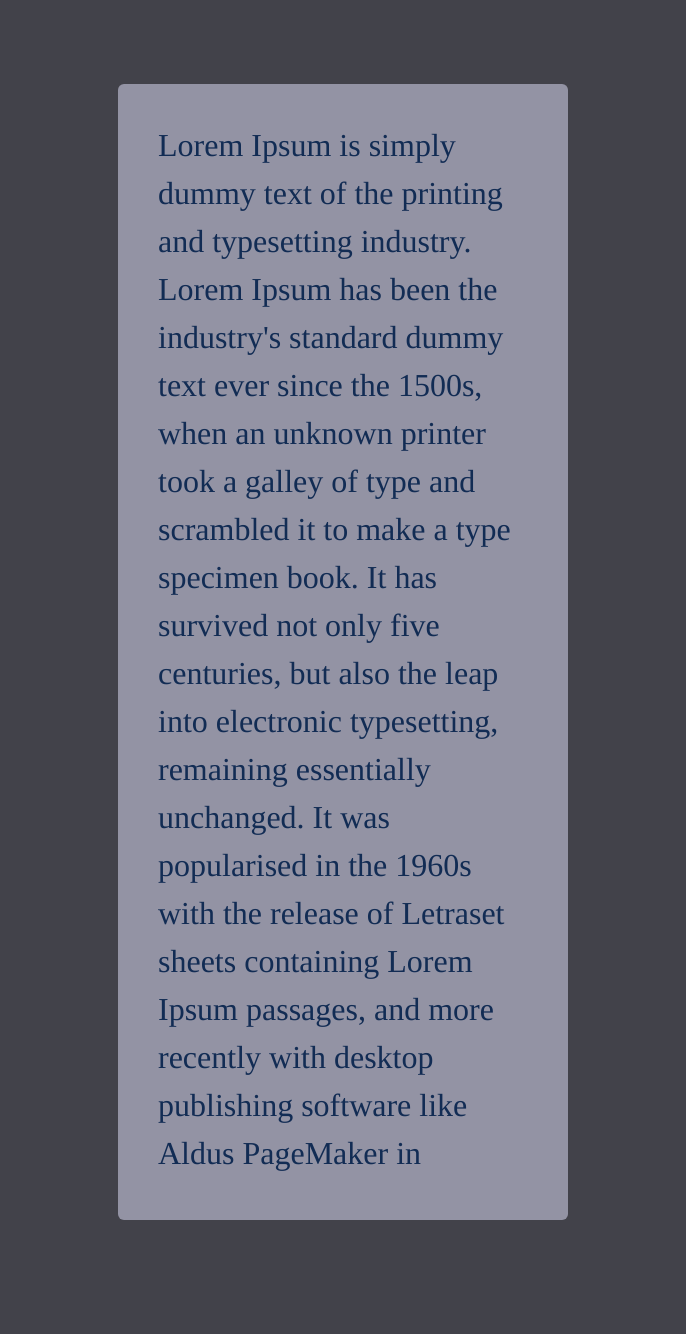 Lorem Ipsum is simply
dummy text of the printing
and typesetting industry.
Lorem Ipsum has been the
industry's standard dummy
text ever since the 1500s,
when an unknown printer
took a galley of type and
scrambled it to make a type
specimen book. It has
survived not only five
centuries, but also the leap
into electronic typesetting,
remaining essentially
unchanged. It was
popularised in the 1960s
with the release of Letraset
sheets containing Lorem
Ipsum passages, and more
recently with desktop
publishing software like
Aldus PageMaker in